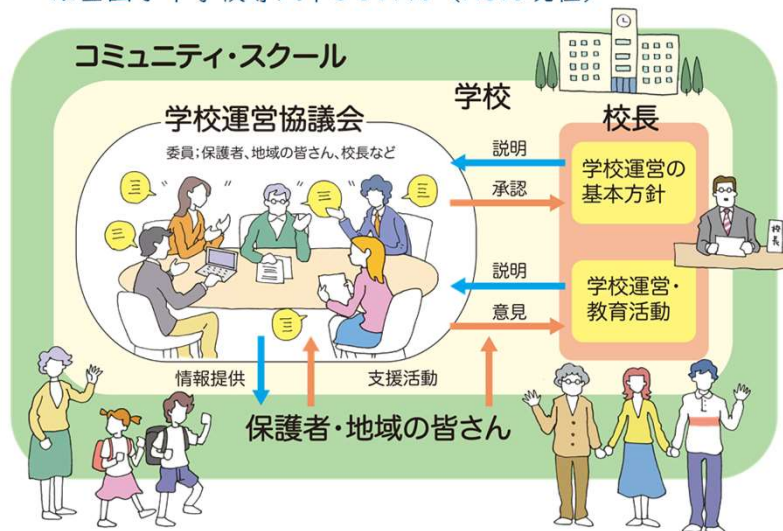 コミュニティ・スクール
学校
学校運営協議会
委員；保護者、地域の皆さん、校長など
校長
説明
承認
学校運営の
基本方針
説明
意見
学校運営・
教育活動
校長
情報提供
支援活動
保護者・地域の皆さん